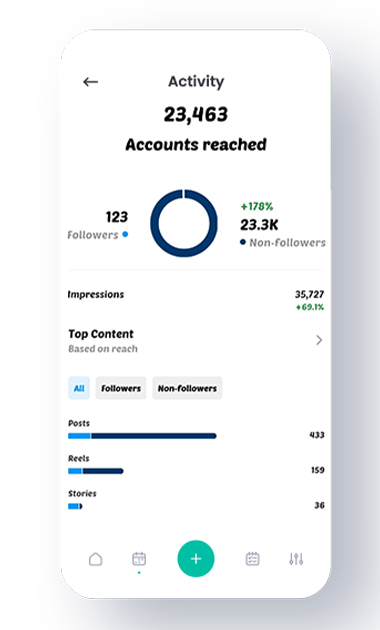 Activity
23,463
Accounts reached
+178%
123
23.3K
Followers
Non-followers
Impressions
35,727
+69.1%
Top Content
Based on reach
All
Followers
Non-followers
Posts
433
Reels
159
Stories
36